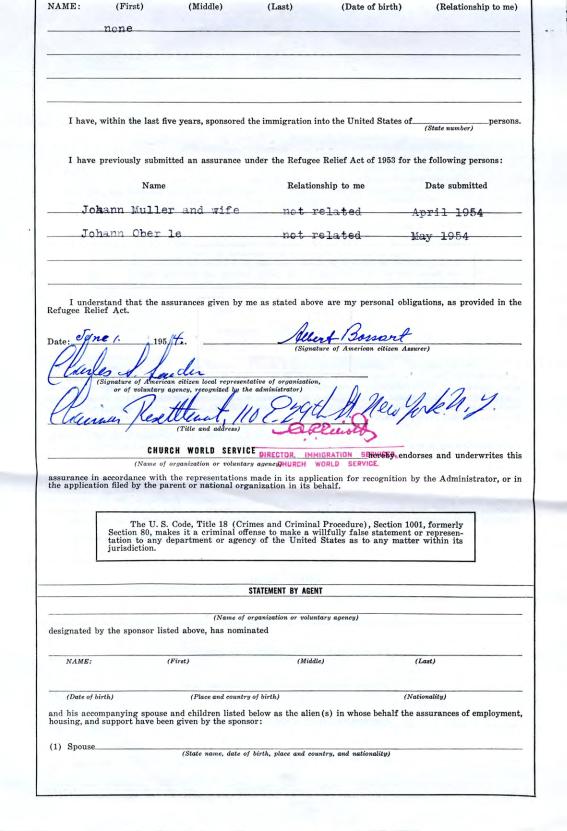 NAME: (First) (Middle) (Last) (Date of birth) (Relationship to me)
none
I have, within the last five years, sponsored the immigration into the United States of persons.
(State number)
I have previously submitted an assurance under the Refugee Relief Act of 1953 for the following persons:
Name Relationship to me Date submitted
Johann Muller and wife not related April 1954
Johann Ober le not related May 1954
I understand that the assurances given by me as stated above are my personal obligations, as provided in the
Refugee Relief Act.
Date: June 1, 1954. Albert Bossart
(Signature of American citizen Assurer)
Charles S.
(Signature of American citizen local representative of organization,
or of voluntary agency, recognized by the administrator)
Chairman 110 E. 29th St, New York N.Y.
(Title and address)
CHURCH WORLD SERVICE DIRECTOR, IMMIGRATION SERVICES, hereby endorses and underwrites this
(Name of organization or voluntary agency) CHURCH WORLD SERVICE.
assurance in accordance with the representations made in its application for recognition by the Administrator, or in
the application filed by the parent or national organization in its behalf.
The U. S. Code, Title 18 (Crimes and Criminal Procedure), Section 1001, formerly
Section 80, makes it a criminal offense to make a willfully false statement or represen-
tation to any department or agency of the United States as to any matter within its
jurisdiction.
STATEMENT BY AGENT
(Name of organization or voluntary agency)
designated by the sponsor listed above, has nominated
NAME: (First) (Middle) (Last)
(Date of birth) (Place and country of birth) (Nationality)
and his accompanying spouse and children listed below as the alien(s) in whose behalf the assurances of employment,
housing, and support have been given by the sponsor:
(1) Spouse
(State name, date of birth, place and country, and nationality)